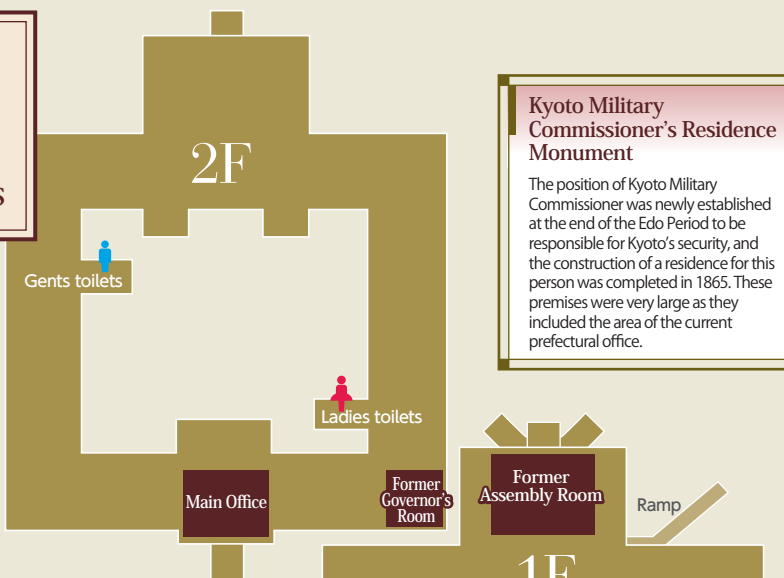 S
2F
Gents toilets
Ladies toilets
Main Office
Former
Governor's
Room
Kyoto Military
Commissioner's Residence
Monument
The position of Kyoto Military
Commissioner was newly established
at the end of the Edo Period to be
responsible for Kyoto's security, and
the construction of a residence for this
person was completed in 1865. These
premises were very large as they
included the area of the current
prefectural office.
Former
Assembly Room
Ramp
1F